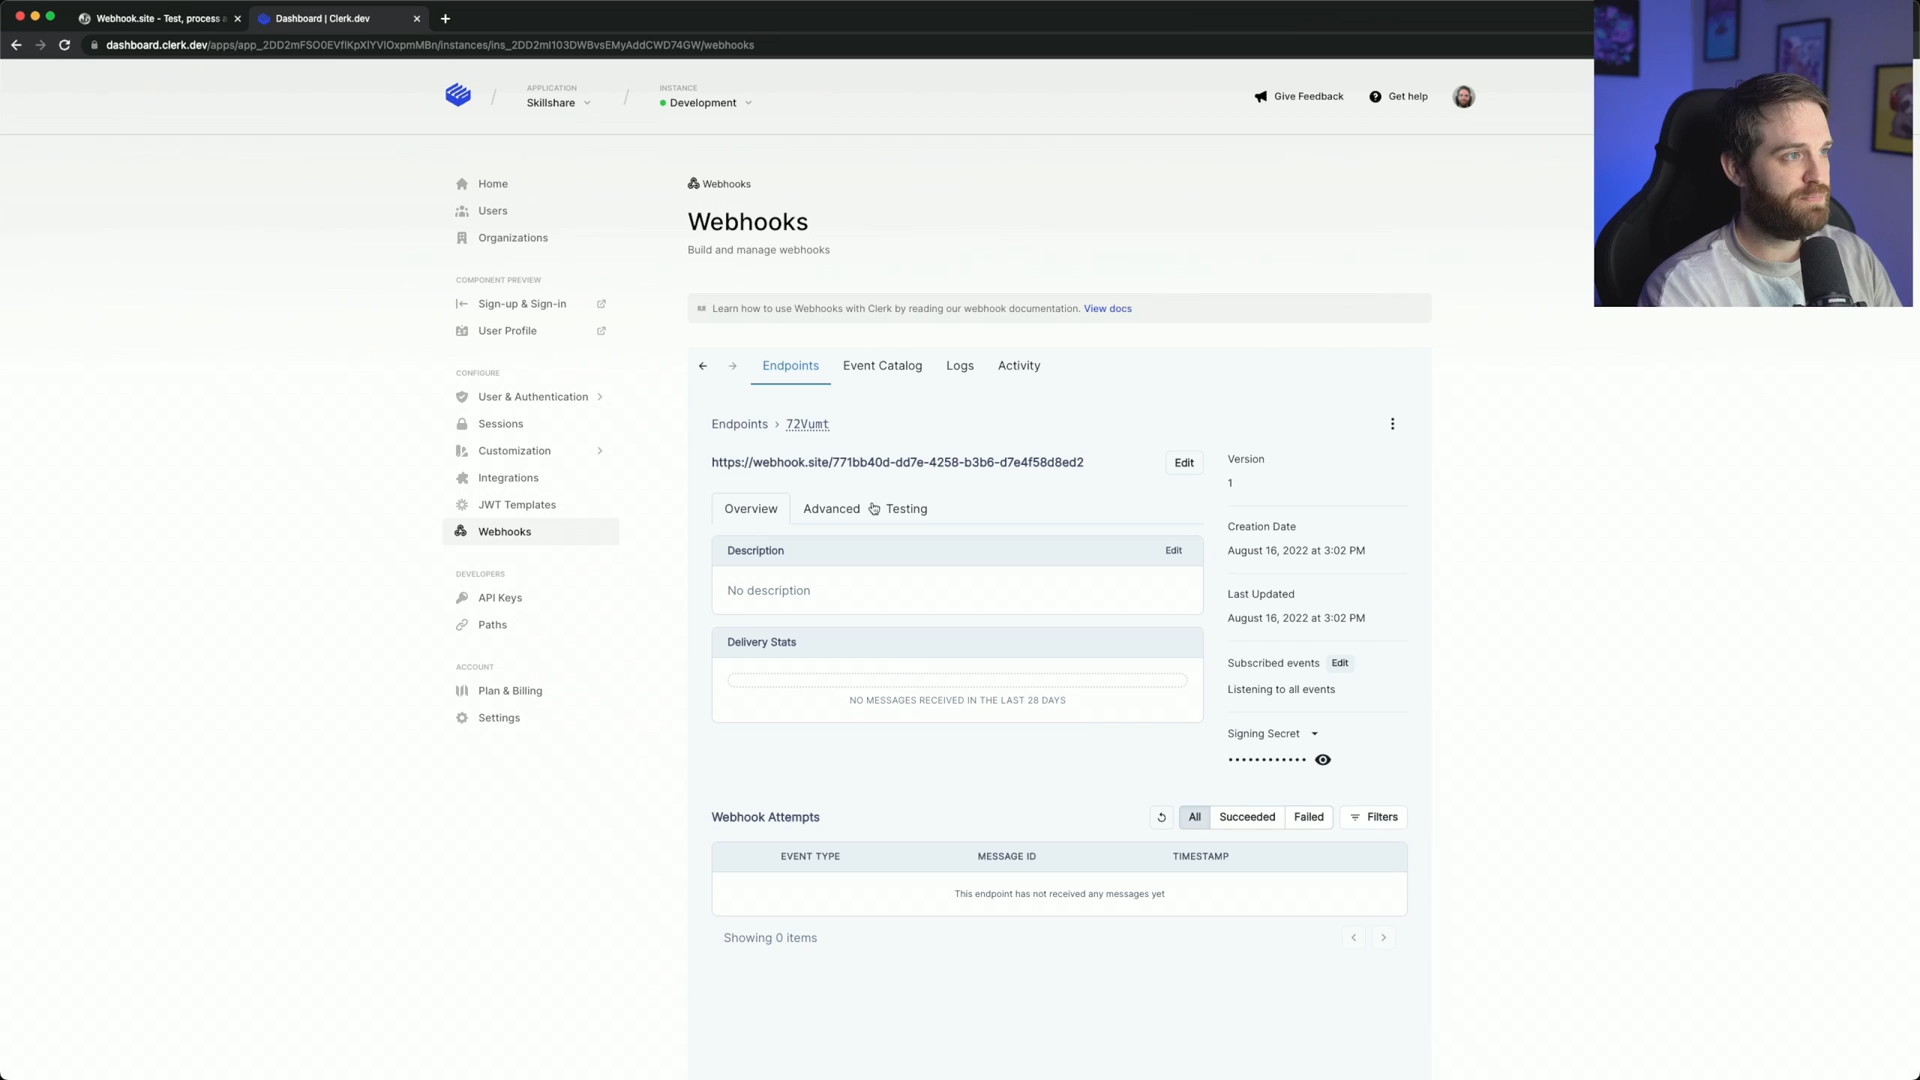 Webhook.site - Test, process a
Dashboard | Clerk.dev
dashboard.clerk.dev/apps/app_2DD2mFSO0EVflKpXlYVlOxpmMBn/instances/ins_2DD2ml103DWBvsEMyAddCWD74GW/webhooks
APPLICATION
Skillshare
INSTANCE
Development
Give Feedback
Get help
Home
Users
Organizations
COMPONENT PREVIEW
Sign-up & Sign-in
User Profile
CONFIGURE
User & Authentication
Sessions
Customization
Integrations
JWT Templates
Webhooks
DEVELOPERS
API Keys
Paths
ACCOUNT
Plan & Billing
Settings
Webhooks
Webhooks
Build and manage webhooks
Learn how to use Webhooks with Clerk by reading our webhook documentation. View docs
Endpoints
Event Catalog
Logs
Activity
Endpoints > 72Vumt
https://webhook.site/771bb40d-dd7e-4258-b3b6-d7e4f58d8ed2
Edit
Overview
Advanced
Testing
Description
Edit
No description
Delivery Stats
NO MESSAGES RECEIVED IN THE LAST 28 DAYS
Version
1
Creation Date
August 16, 2022 at 3:02 PM
Last Updated
August 16, 2022 at 3:02 PM
Subscribed events Edit
Listening to all events
Signing Secret
Webhook Attempts
All
Succeeded
Failed
Filters
EVENT TYPE
MESSAGE ID
TIMESTAMP
This endpoint has not received any messages yet
Showing 0 items